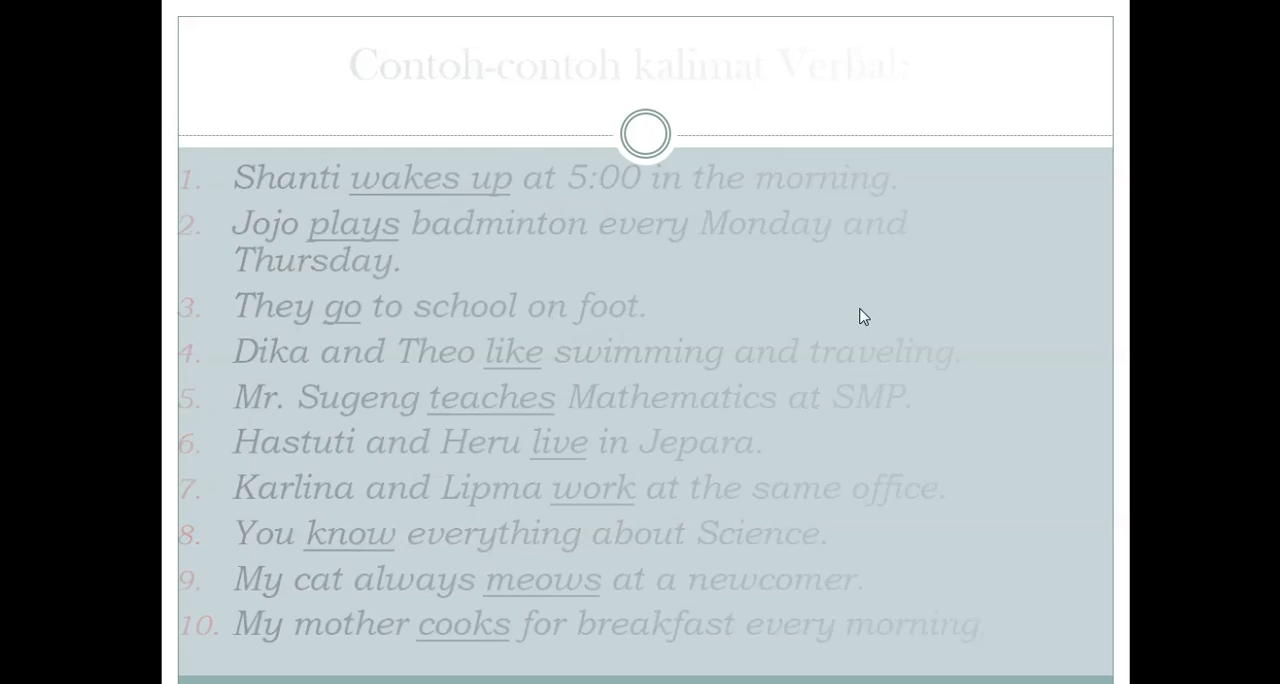 Contoh-contoh kalimat Verbal:
1. Shanti wakes up at 5:00 in the morning.
2. Jojo plays badminton every Monday and
Thursday.
3. They go to school on foot.
4. Dika and Theo like swimming and traveling.
5. Mr. Sugeng teaches Mathematics at SMP.
6. Hastuti and Heru live in Jepara.
7. Karlina and Lipma work at the same office.
8. You know everything about Science.
9. My cat always meows at a newcomer.
10. My mother cooks for breakfast every morning.